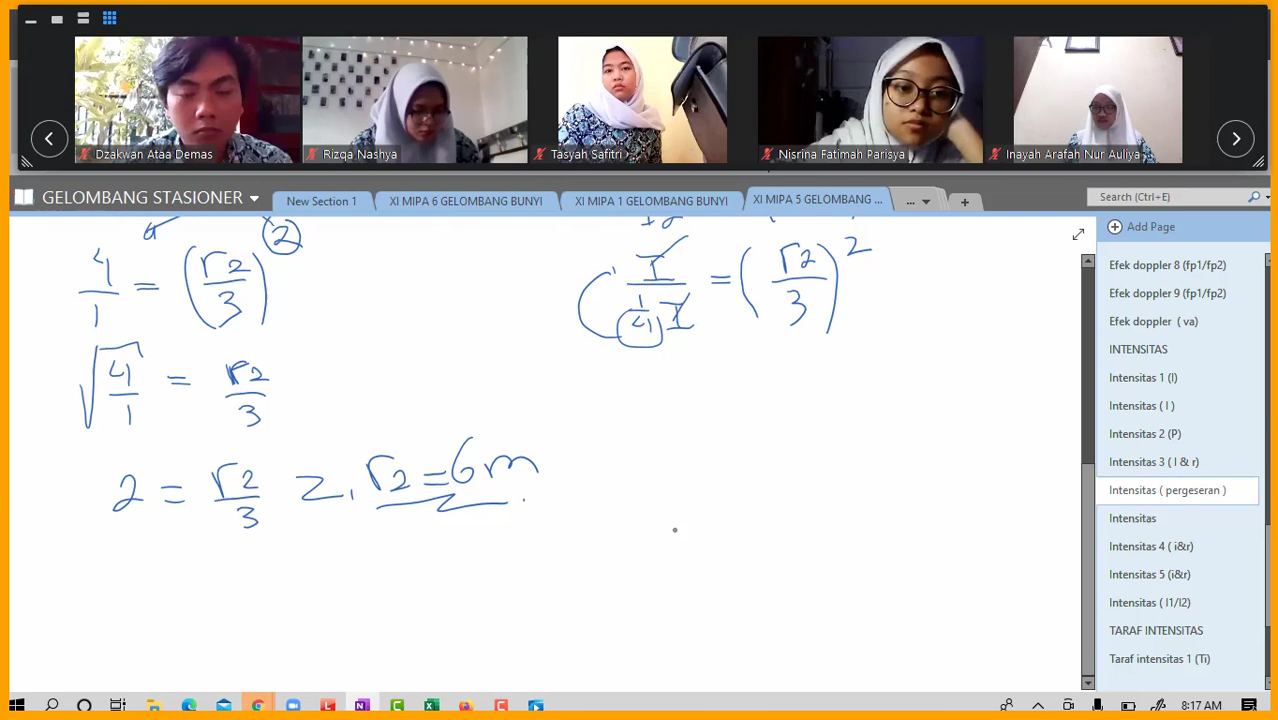 Dzakwan Ataa Demas
Rizqa Nashya
Tasyah Safitri
Nisrina Fatimah Parisya
Inayah Arafah Nur Auliya
GELOMBANG STASIONER
New Section 1
XI MIPA 6 GELOMBANG BUNYI
XI MIPA 1 GELOMBANG BUNYI
XI MIPA 5 GELOMBANG ...
...
Search (Ctrl+E)
Add Page
Efek doppler 8 (fp1/fp2)
Efek doppler 9 (fp1/fp2)
Efek doppler ( va)
INTENSITAS
Intensitas 1 (I)
Intensitas ( I )
Intensitas 2 (P)
Intensitas 3 ( I & r)
Intensitas ( pergeseran )
Intensitas
Intensitas 4 ( i&r)
Intensitas 5 (i&r)
Intensitas ( I1/I2)
TARAF INTENSITAS
Taraf intensitas 1 (Ti)
4/1 = (r2/3)2
√4/1 = r2/3
2 = r2/3 r2 = 6 m
I / 1/4 I = (r2/3)2
8:17 AM